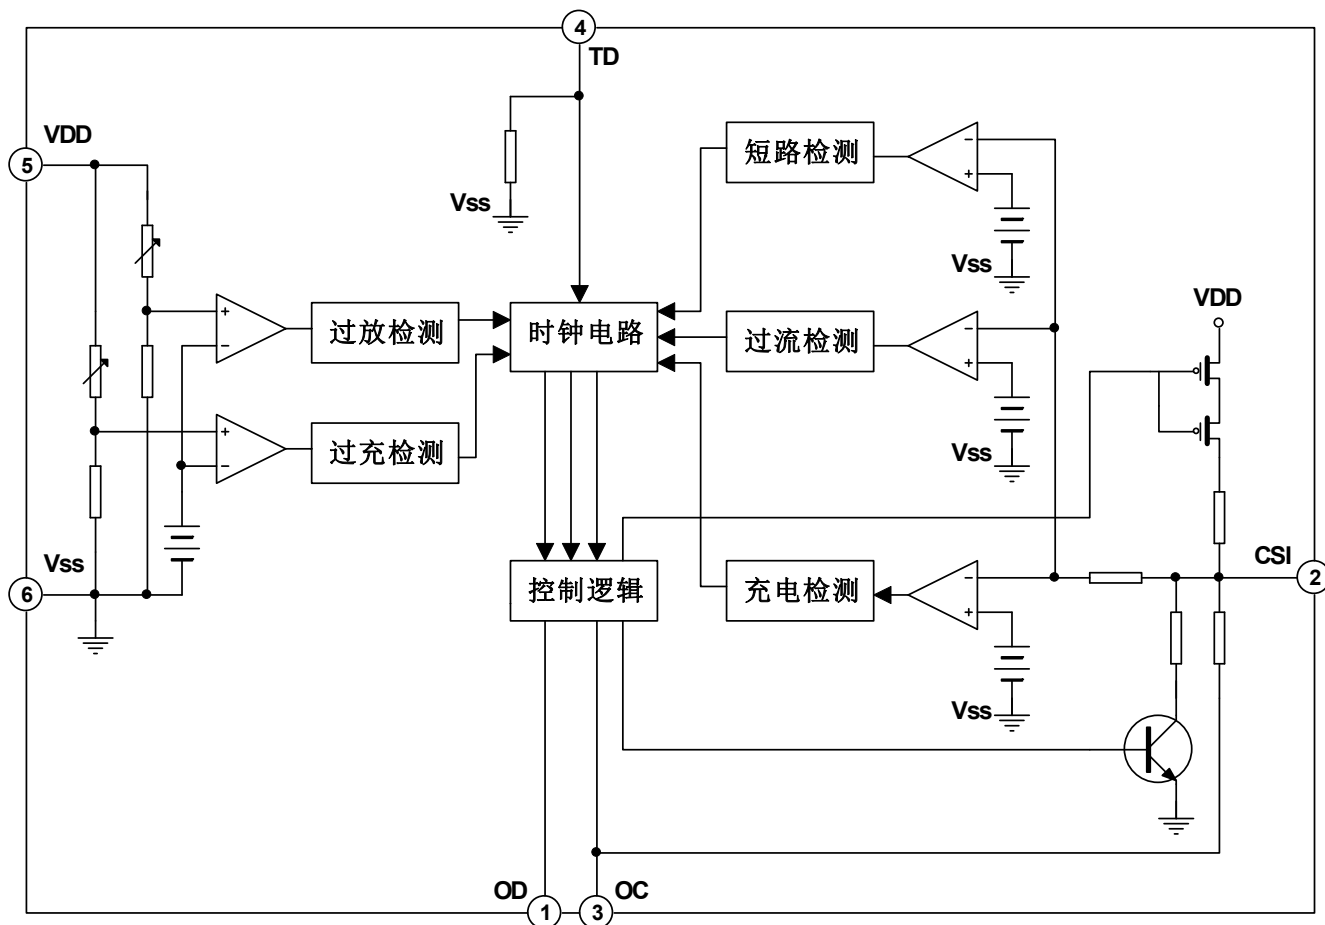 4
TD
VDD
5
短路检测
-
+
Vss
Vss
VDD
+
-
过放检测
时钟电路
过流检测
-
+
+
-
过充检测
Vss
Vss
6
控制逻辑
充电检测
-
+
CSI
2
Vss
OD
1
3
OC